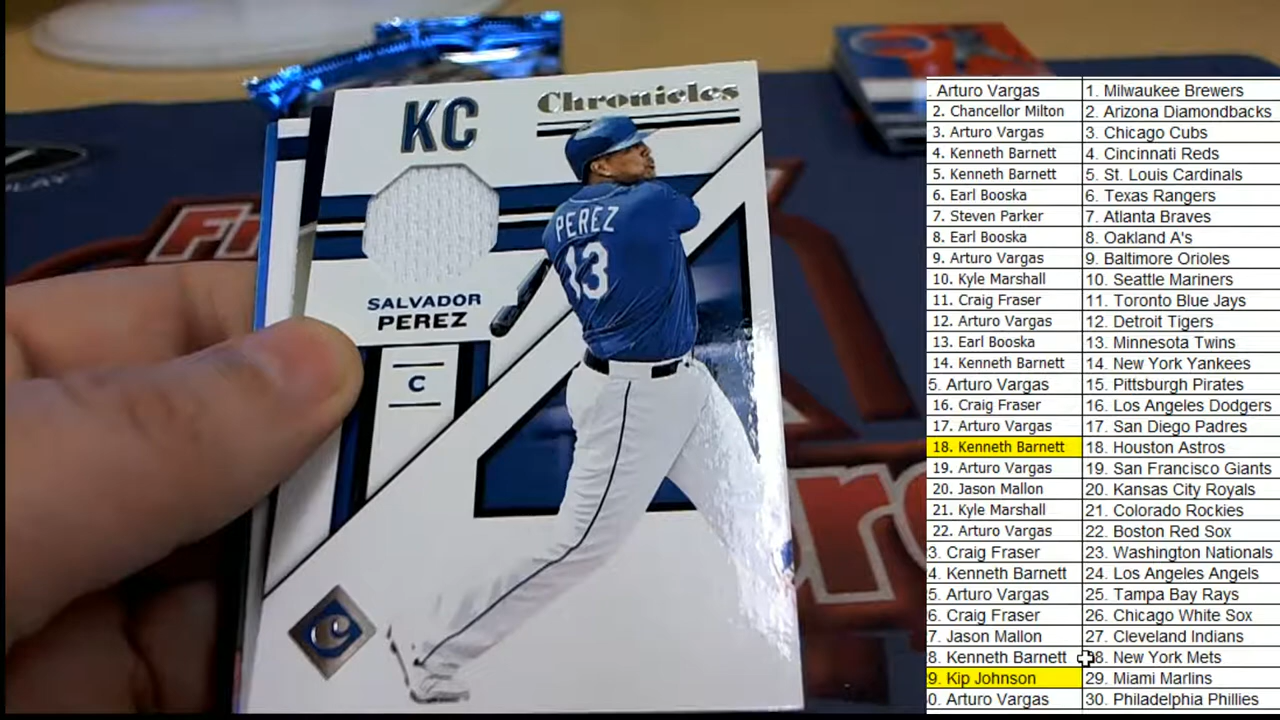 KC
Chronicles
PEREZ
13
SALVADOR
PEREZ
C
PLAY
. Arturo Vargas 1. Milwaukee Brewers
2. Chancellor Milton 2. Arizona Diamondbacks
3. Arturo Vargas 3. Chicago Cubs
4. Kenneth Barnett 4. Cincinnati Reds
5. Kenneth Barnett 5. St. Louis Cardinals
6. Earl Booska 6. Texas Rangers
7. Steven Parker 7. Atlanta Braves
8. Earl Booska 8. Oakland A's
9. Arturo Vargas 9. Baltimore Orioles
10. Kyle Marshall 10. Seattle Mariners
11. Craig Fraser 11. Toronto Blue Jays
12. Arturo Vargas 12. Detroit Tigers
13. Earl Booska 13. Minnesota Twins
14. Kenneth Barnett 14. New York Yankees
5. Arturo Vargas 15. Pittsburgh Pirates
16. Craig Fraser 16. Los Angeles Dodgers
17. Arturo Vargas 17. San Diego Padres
18. Kenneth Barnett 18. Houston Astros
19. Arturo Vargas 19. San Francisco Giants
20. Jason Mallon 20. Kansas City Royals
21. Kyle Marshall 21. Colorado Rockies
22. Arturo Vargas 22. Boston Red Sox
3. Craig Fraser 23. Washington Nationals
4. Kenneth Barnett 24. Los Angeles Angels
5. Arturo Vargas 25. Tampa Bay Rays
6. Craig Fraser 26. Chicago White Sox
7. Jason Mallon 27. Cleveland Indians
8. Kenneth Barnett 28. New York Mets
29. Kip Johnson 29. Miami Marlins
0. Arturo Vargas 30. Philadelphia Phillies